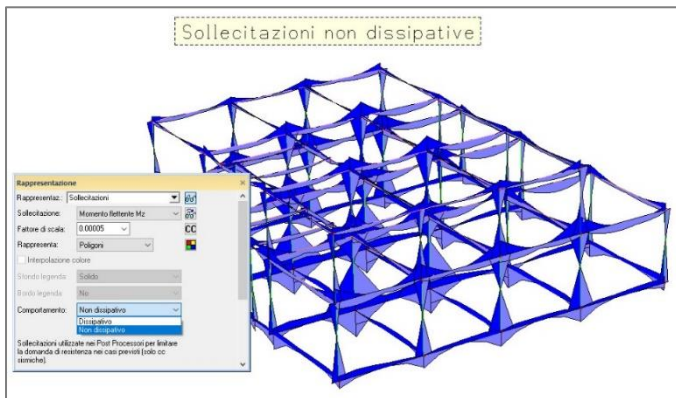 Sollecitazioni non dissipative
Rappresentazione
Rappresentaz.: Sollecitazioni
Sollecitazione: Momento flettente Mz
Fattore di scala: 0.00005 CC
Rappresenta: Poligoni
Interpolazione colore
Sfondo legenda: Solido
Bordo legenda: No
Comportamento: Non dissipativo
Dissipativo
Non dissipativo
Sollecitazioni utilizzate nei Post Processori per limitare
la domanda di resistenza nei casi previsti (solo cc
sismiche).